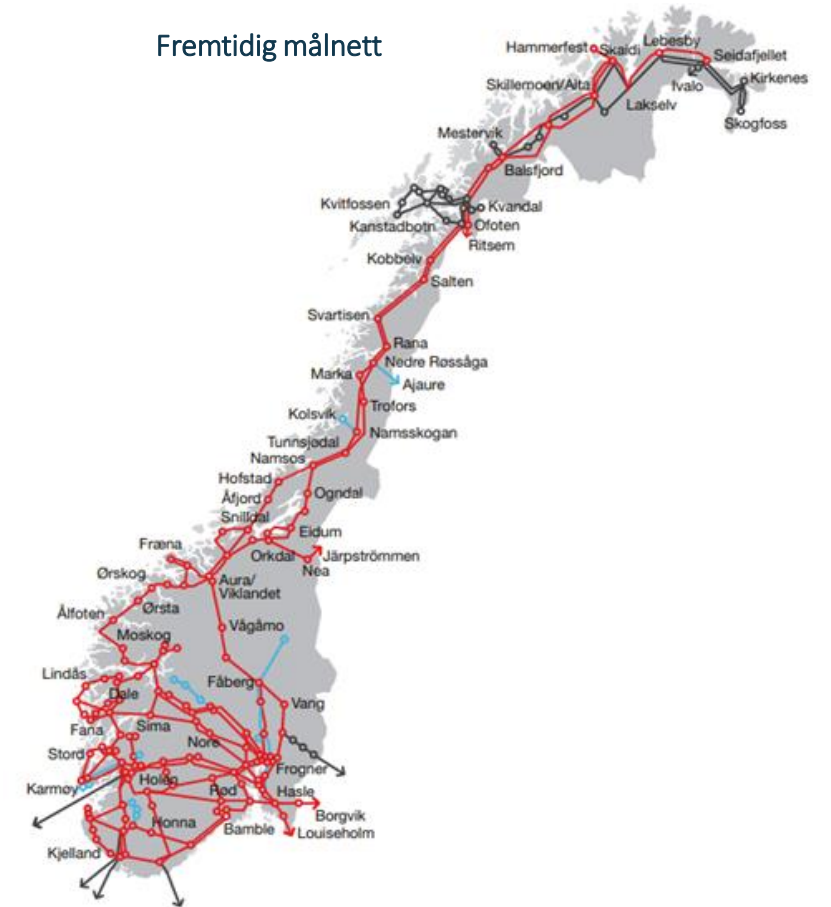 Fremtidig målnett
Hammerfest
Skaidi
Lebesby
Seidafjellet
Kirkenes
Ivalo
Skillemoen/Alta
Lakselv
Skogfoss
Mestervik
Balsfjord
Kvitfossen
Kvandal
Kanstadbotn
Ofoten
Ritsem
Kobbelv
Salten
Svartisen
Rana
Nedre Røssåga
Marka
Ajaure
Trofors
Kolsvik
Namsskogan
Tunnsjødal
Namsos
Hofstad
Ogndal
Åfjord
Snilldal
Eidum
Fræna
Orkdal
Järpströmmen
Nea
Ørskog
Aura/
Viklandet
Ålfoten
Ørsta
Vågåmo
Moskog
Lindås
Fåberg
Dale
Vang
Fana
Sima
Nore
Stord
Frogner
Karmøy
Holen
Rød
Hasle
Borgvik
Honna
Bamble
Louiseholm
Kjelland